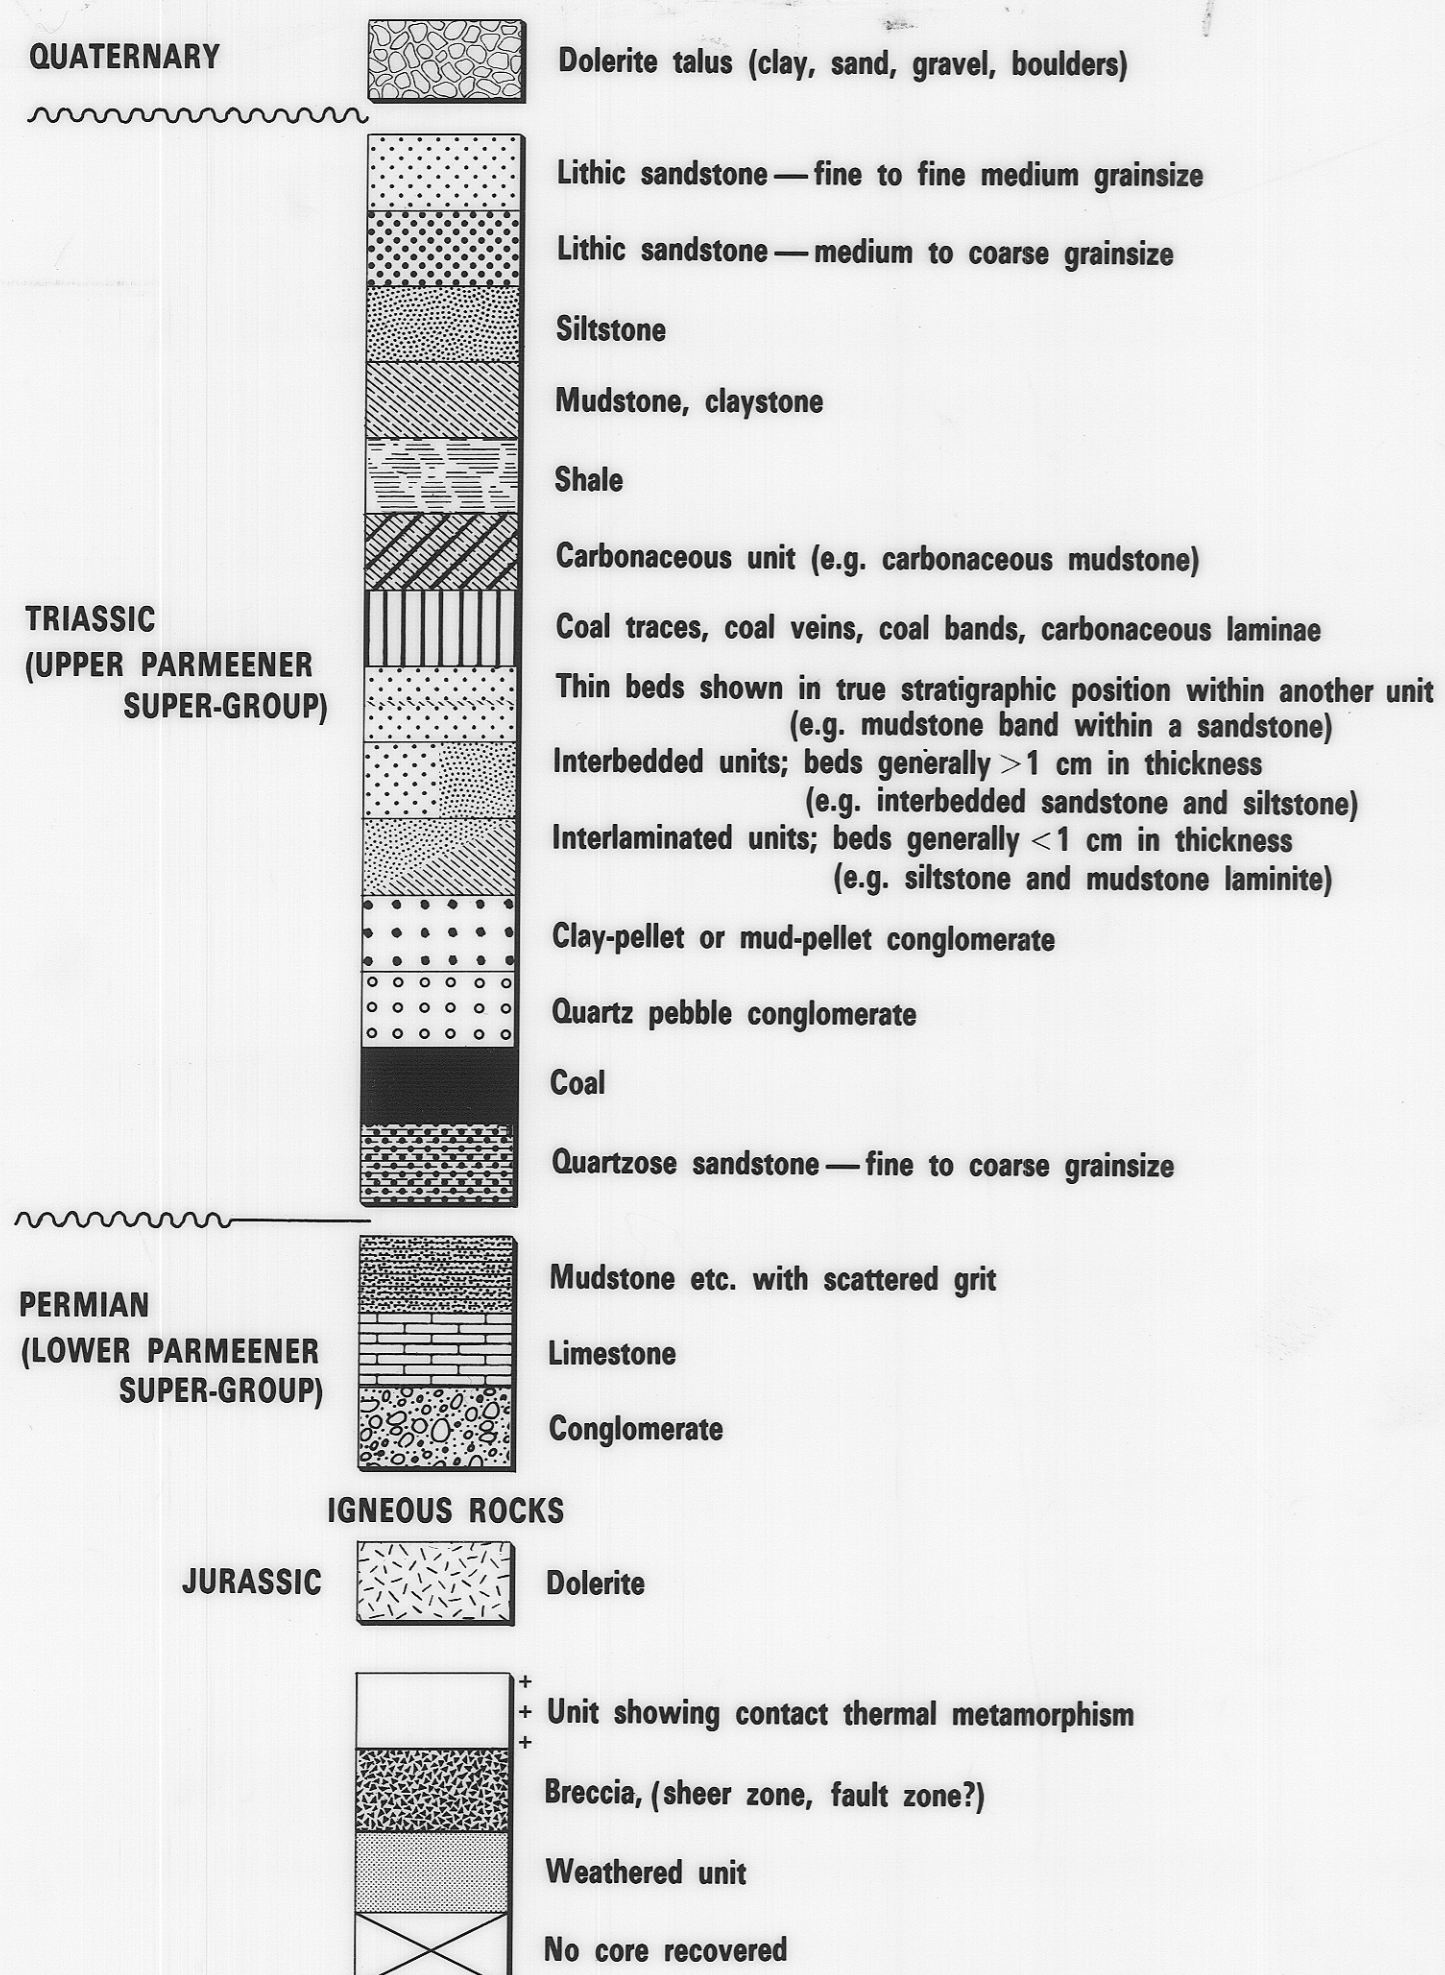 QUATERNARY
Dolerite talus (clay, sand, gravel, boulders)
Lithic sandstone — fine to fine medium grainsize
Lithic sandstone — medium to coarse grainsize
Siltstone
Mudstone, claystone
Shale
Carbonaceous unit (e.g. carbonaceous mudstone)
TRIASSIC
(UPPER PARMEENER
SUPER-GROUP)
Coal traces, coal veins, coal bands, carbonaceous laminae
Thin beds shown in true stratigraphic position within another unit
(e.g. mudstone band within a sandstone)
Interbedded units; beds generally >1 cm in thickness
(e.g. interbedded sandstone and siltstone)
Interlaminated units; beds generally <1 cm in thickness
(e.g. siltstone and mudstone laminite)
Clay-pellet or mud-pellet conglomerate
Quartz pebble conglomerate
Coal
Quartzose sandstone — fine to coarse grainsize
PERMIAN
(LOWER PARMEENER
SUPER-GROUP)
Mudstone etc. with scattered grit
Limestone
Conglomerate
IGNEOUS ROCKS
JURASSIC
Dolerite
+
+ Unit showing contact thermal metamorphism
+
Breccia, (sheer zone, fault zone?)
Weathered unit
No core recovered